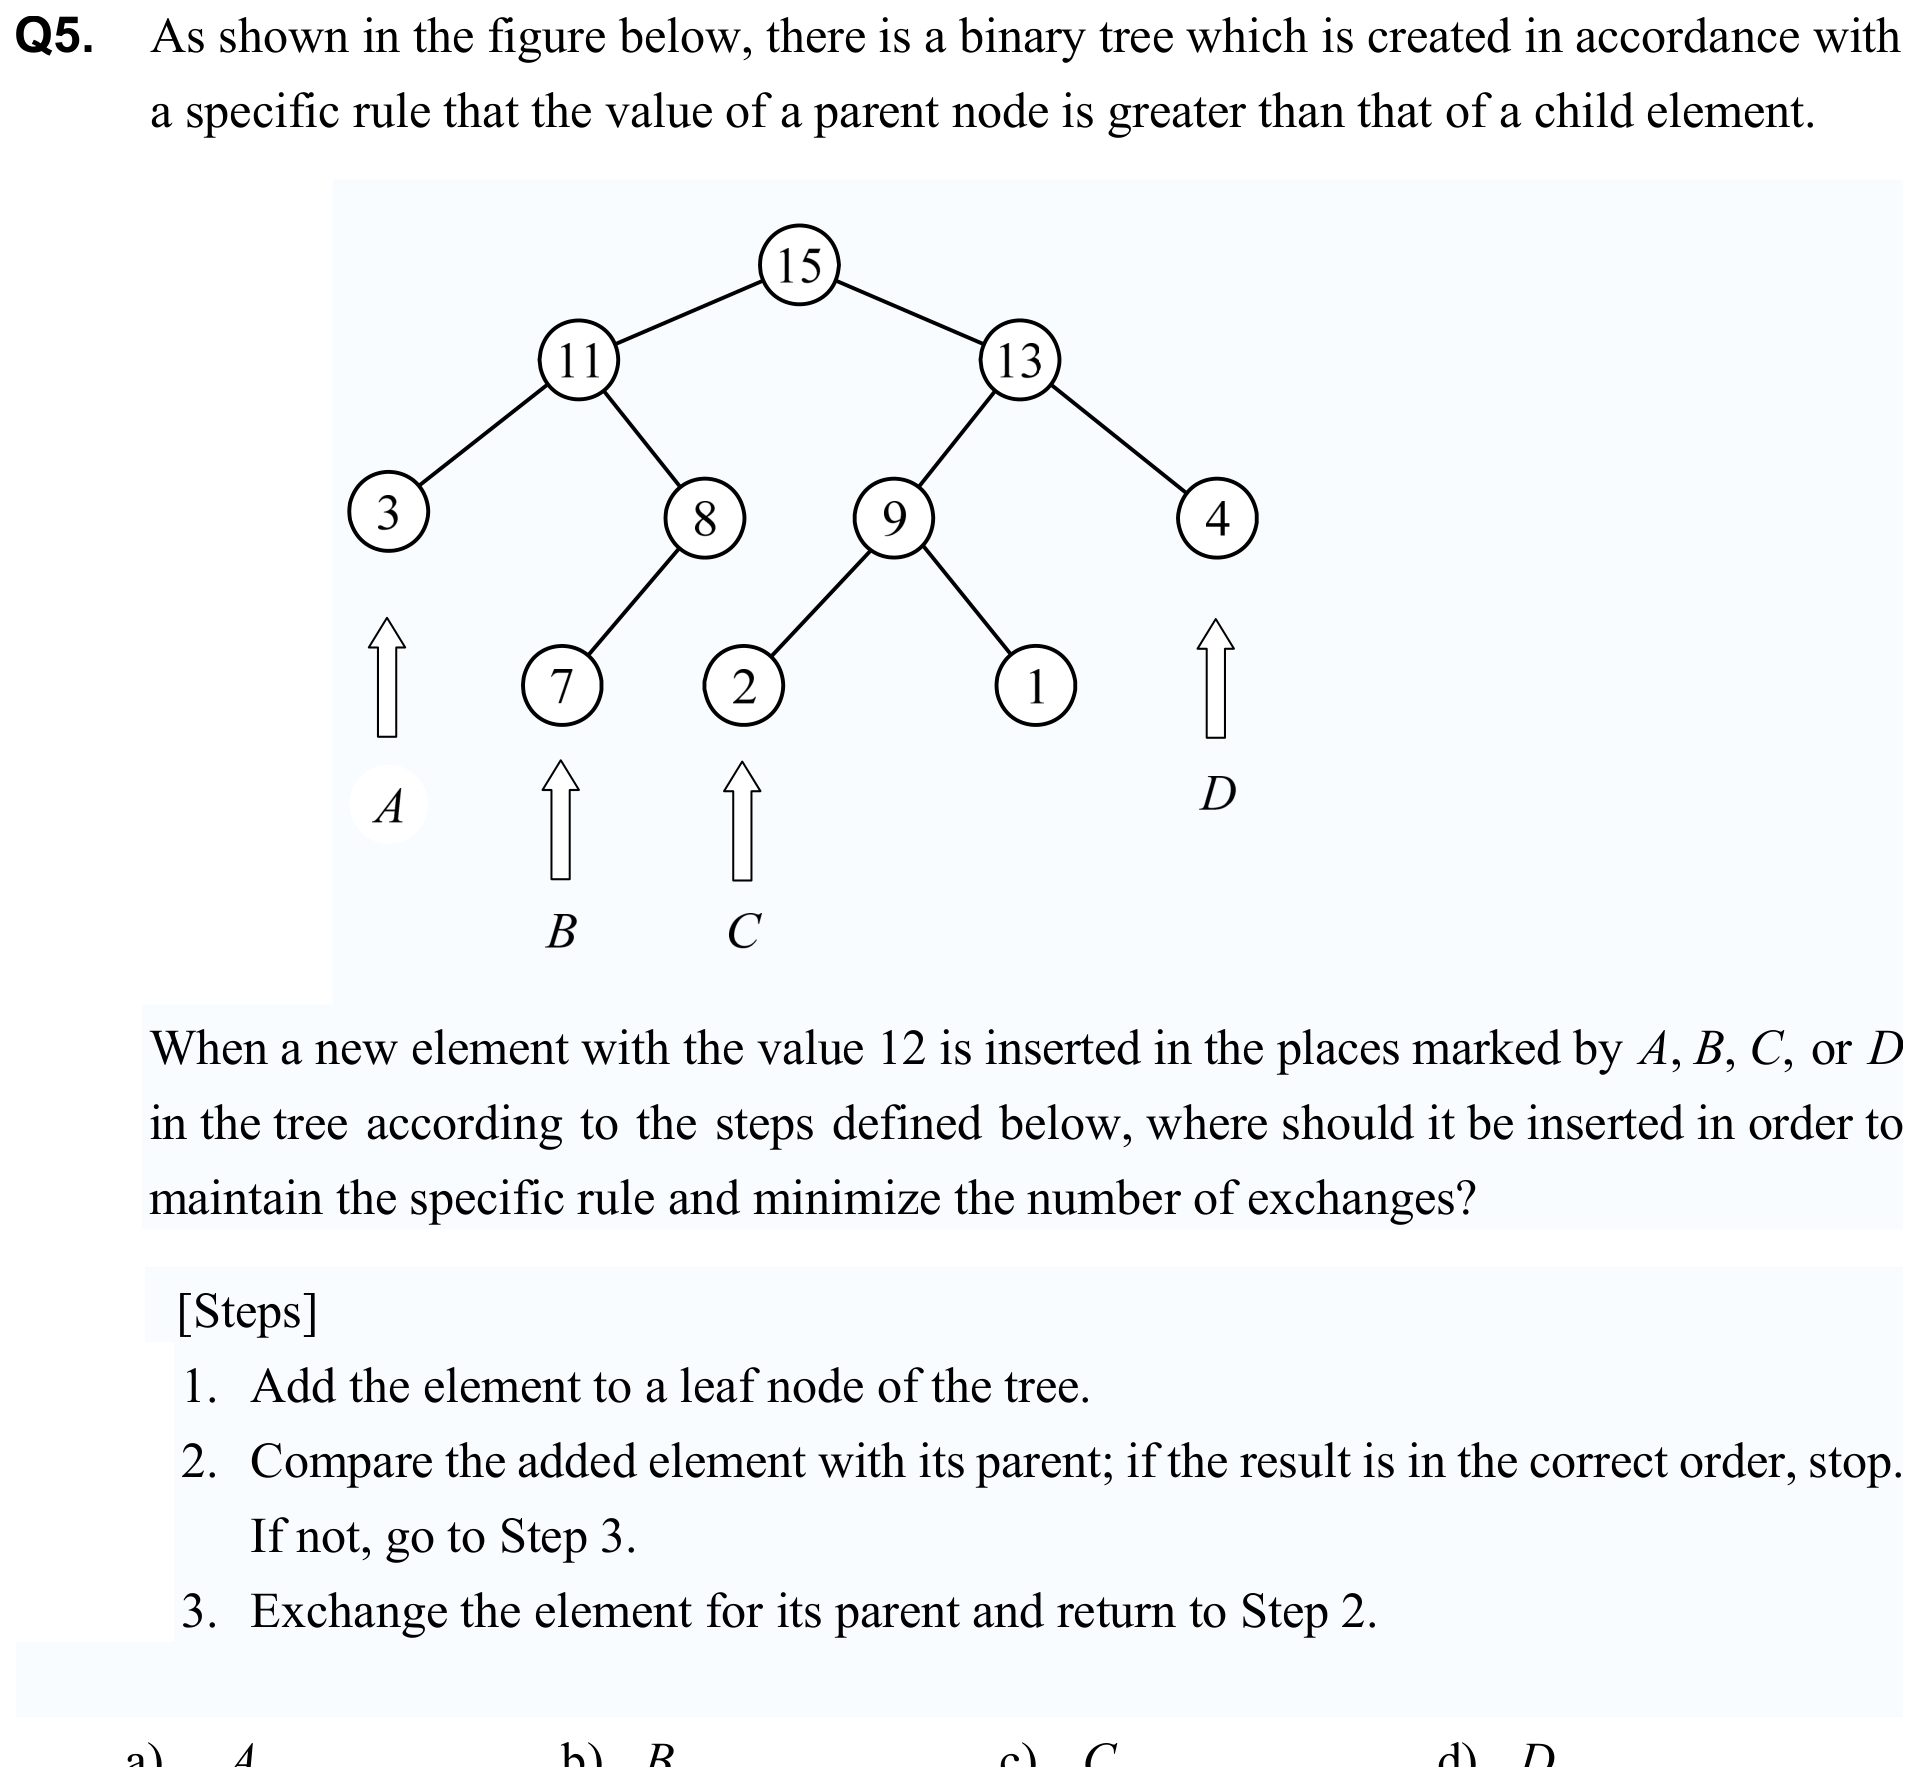 Q5. As shown in the figure below, there is a binary tree which is created in accordance with
a specific rule that the value of a parent node is greater than that of a child element.
15
11 13
3 8 9 4
7 2 1
A D
B C
When a new element with the value 12 is inserted in the places marked by A, B, C, or D
in the tree according to the steps defined below, where should it be inserted in order to
maintain the specific rule and minimize the number of exchanges?
[Steps]
1. Add the element to a leaf node of the tree.
2. Compare the added element with its parent; if the result is in the correct order, stop.
If not, go to Step 3.
3. Exchange the element for its parent and return to Step 2.
a) A b) B c) C d) D